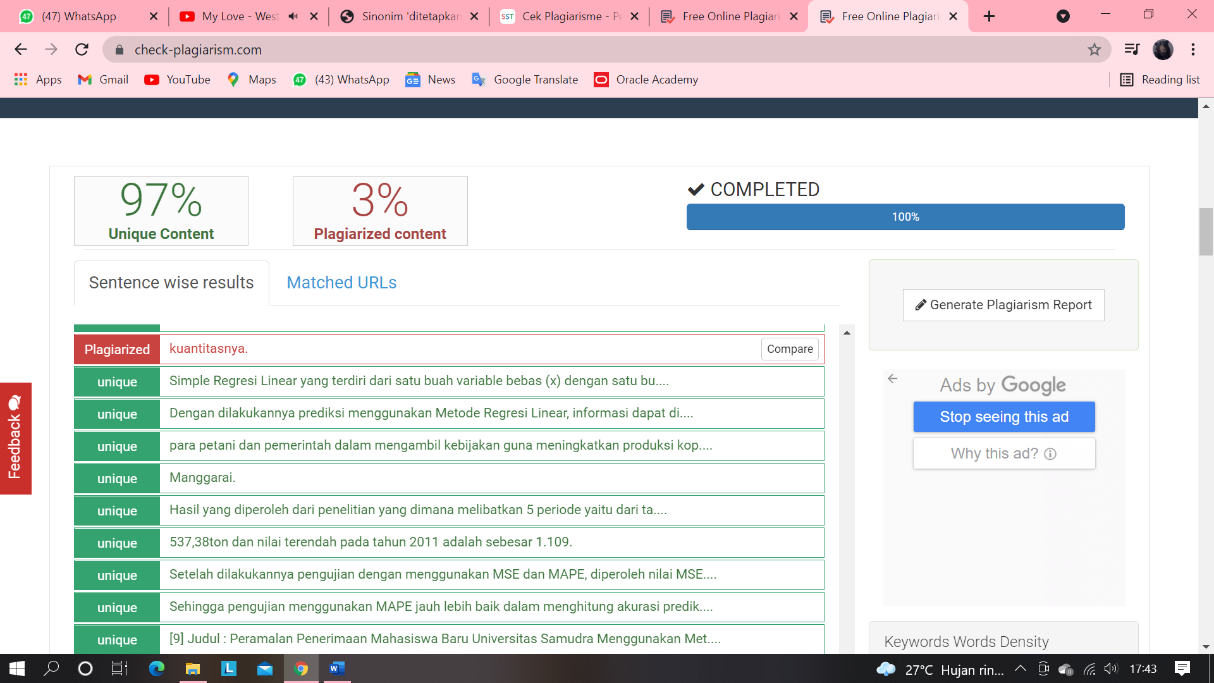 (47) WhatsApp
My Love - West
Sinonim 'ditetapkan
SST Cek Plagiarisme - P
Free Online Plagiari
Free Online Plagiari
check-plagiarism.com
Apps
Gmail
YouTube
Maps
(43) WhatsApp
News
Google Translate
Oracle Academy
Reading list
97%
Unique Content
3%
Plagiarized content
COMPLETED
100%
Sentence wise results
Matched URLs
Generate Plagiarism Report
Plagiarized kuantitasnya. Compare
unique Simple Regresi Linear yang terdiri dari satu buah variable bebas (x) dengan satu bu....
unique Dengan dilakukannya prediksi menggunakan Metode Regresi Linear, informasi dapat di....
unique para petani dan pemerintah dalam mengambil kebijakan guna meningkatkan produksi kop....
unique Manggarai.
unique Hasil yang diperoleh dari penelitian yang dimana melibatkan 5 periode yaitu dari ta....
unique 537,38ton dan nilai terendah pada tahun 2011 adalah sebesar 1.109.
unique Setelah dilakukannya pengujian dengan menggunakan MSE dan MAPE, diperoleh nilai MSE....
unique Sehingga pengujian menggunakan MAPE jauh lebih baik dalam menghitung akurasi predik....
unique [9] Judul : Peramalan Penerimaan Mahasiswa Baru Universitas Samudra Menggunakan Met....
Ads by Google
Stop seeing this ad
Why this ad?
Keywords Words Density
Feedback
27°C Hujan rin...
17:43